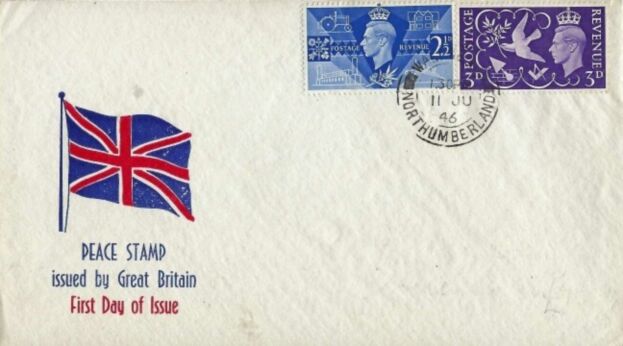 POSTAGE REVENUE 2½D
POSTAGE 3D
REVENUE 3D
11 JU
46
NORTHUMBERLAND
PEACE STAMP
issued by Great Britain
First Day of Issue